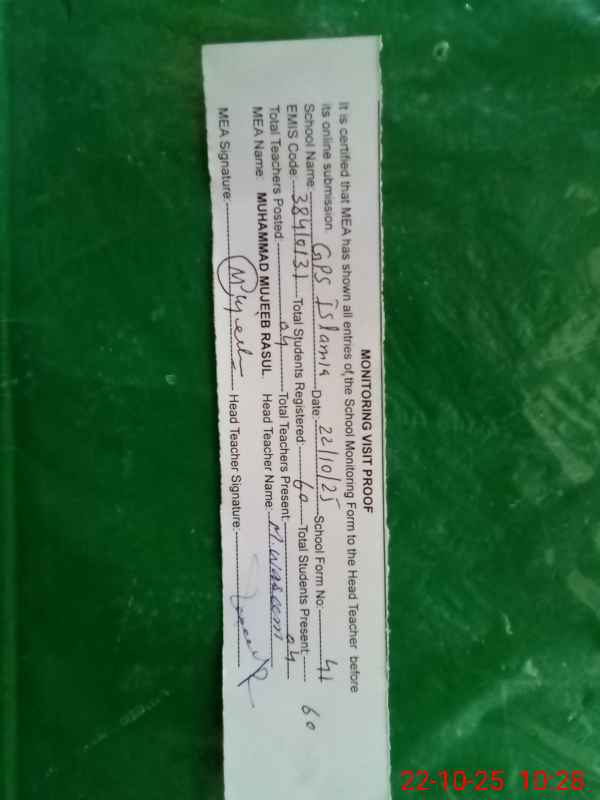 MONITORING VISIT PROOF
It is certified that MEA has shown all entries of the School Monitoring Form to the Head Teacher before
its online submission.
School Name: GPS Islamia Date: 22/10/25 School Form No: 41
EMIS Code: 38410131 Total Students Registered: 60 Total Students Present: 60
Total Teachers Posted: 04 Total Teachers Present: 04
MEA Name: MUHAMMAD MUJEEB RASUL. Head Teacher Name: M. Waseem
MEA Signature: Mujeeb Head Teacher Signature:
22-10-25 10:26